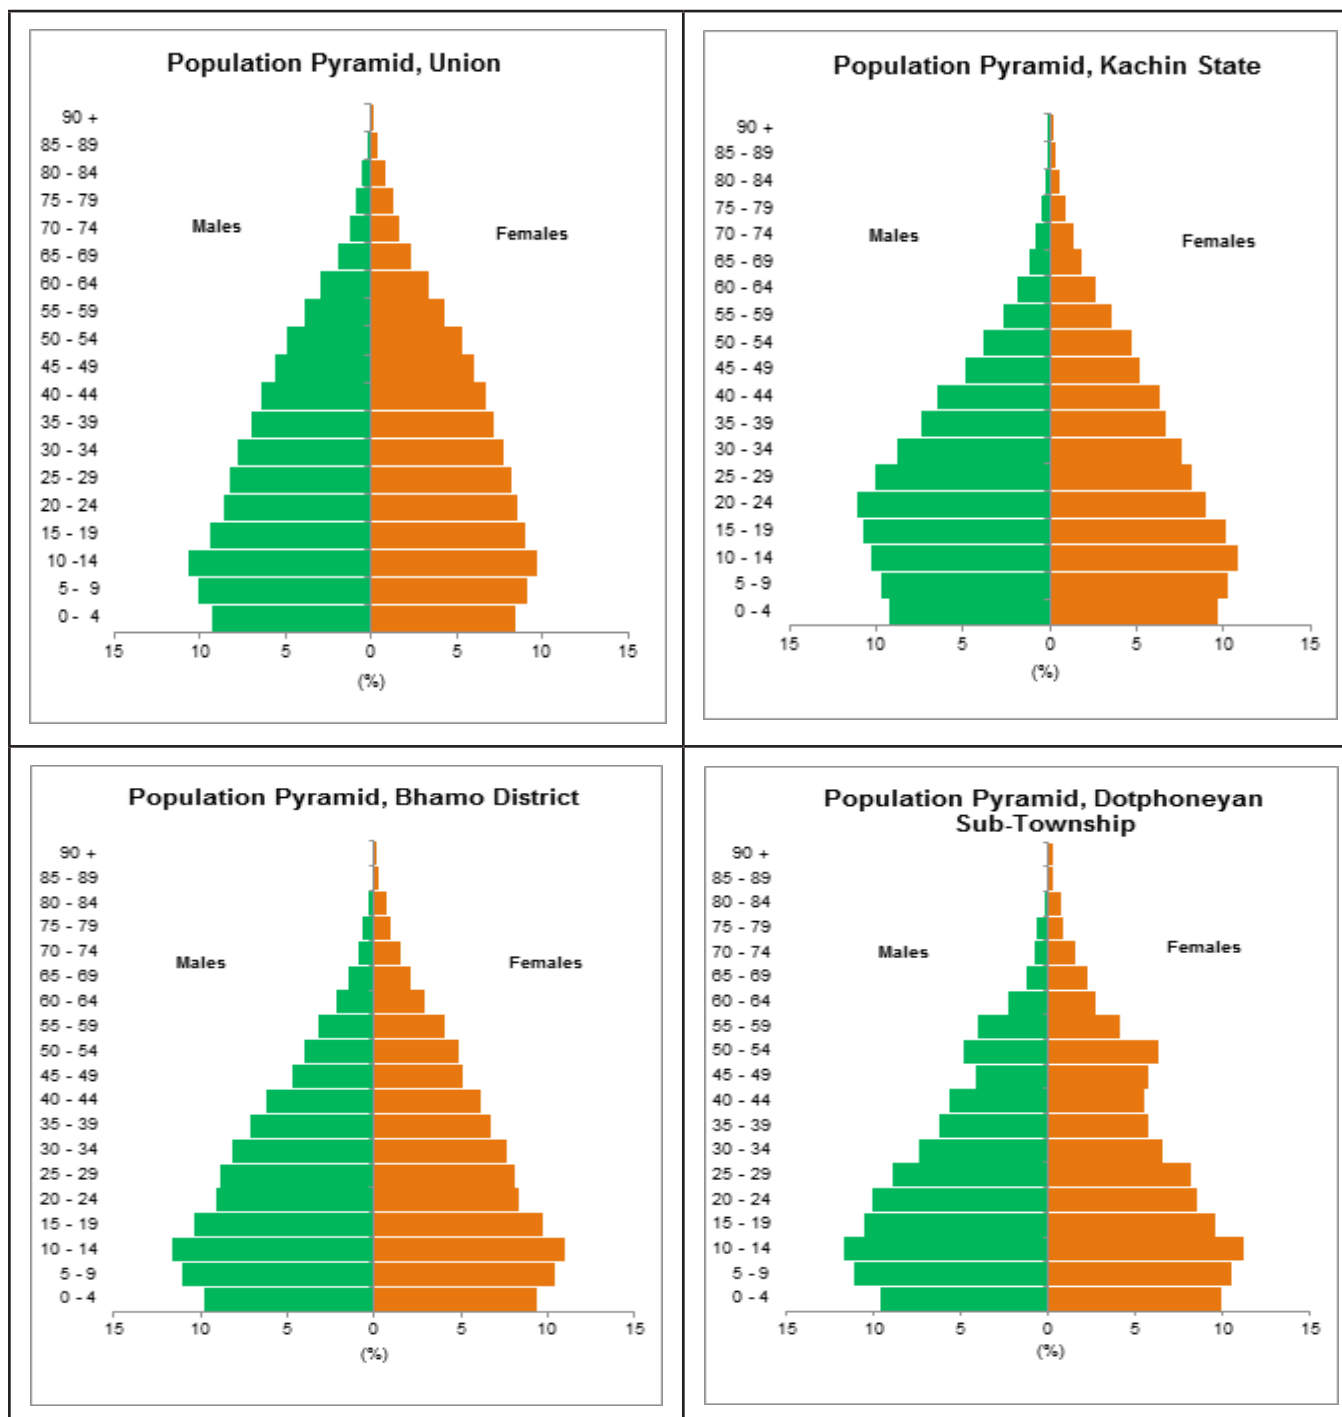 Population Pyramid, Union
90 +
85 - 89
80 - 84
75 - 79
70 - 74
65 - 69
60 - 64
55 - 59
50 - 54
45 - 49
40 - 44
35 - 39
30 - 34
25 - 29
20 - 24
15 - 19
10 -14
5 - 9
0 - 4
Males
Females
15 10 5 0 5 10 15
(%)
Population Pyramid, Kachin State
90 +
85 - 89
80 - 84
75 - 79
70 - 74
65 - 69
60 - 64
55 - 59
50 - 54
45 - 49
40 - 44
35 - 39
30 - 34
25 - 29
20 - 24
15 - 19
10 - 14
5 - 9
0 - 4
Males
Females
15 10 5 0 5 10 15
(%)
Population Pyramid, Bhamo District
90 +
85 - 89
80 - 84
75 - 79
70 - 74
65 - 69
60 - 64
55 - 59
50 - 54
45 - 49
40 - 44
35 - 39
30 - 34
25 - 29
20 - 24
15 - 19
10 - 14
5 - 9
0 - 4
Males
Females
15 10 5 0 5 10 15
(%)
Population Pyramid, Dotphoneyan
Sub-Township
90 +
85 - 89
80 - 84
75 - 79
70 - 74
65 - 69
60 - 64
55 - 59
50 - 54
45 - 49
40 - 44
35 - 39
30 - 34
25 - 29
20 - 24
15 - 19
10 - 14
5 - 9
0 - 4
Males
Females
15 10 5 0 5 10 15
(%)